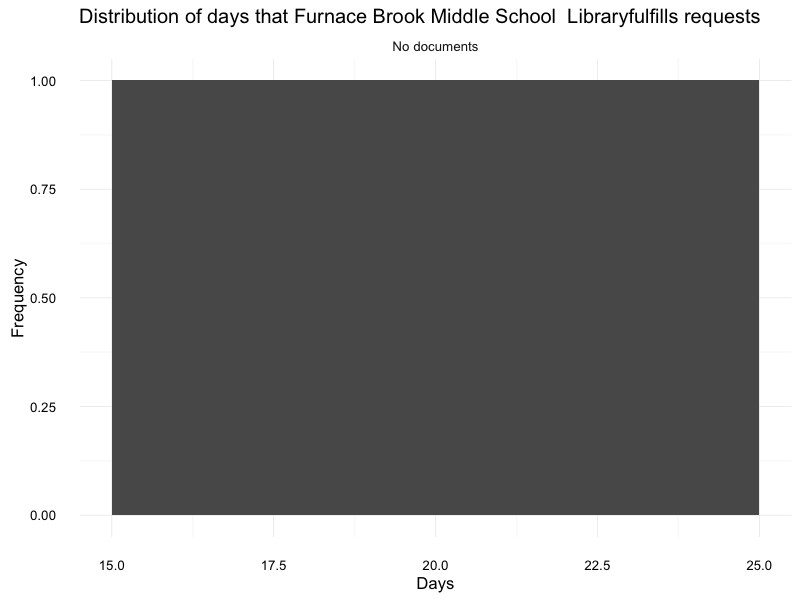 Distribution of days that Furnace Brook Middle School  Libraryfulfills requests
No documents
1.00
0.75
0.50
0.25
0.00
Frequency
15.0 17.5 20.0 22.5 25.0
Days